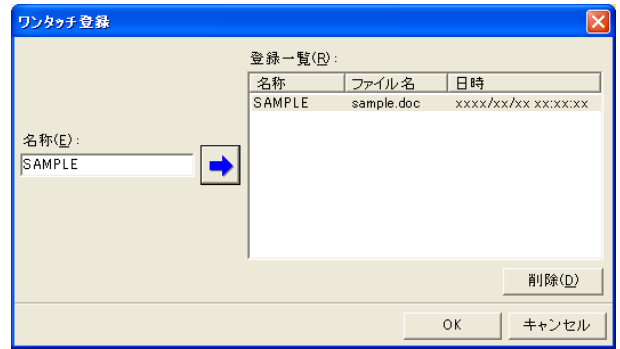 ワンタッチ登録
登録一覧(R):
名称 ファイル名 日時
SAMPLE sample.doc xxxx/xx/xx xx:xx:xx
名称(E):
SAMPLE
削除(D)
OK キャンセル